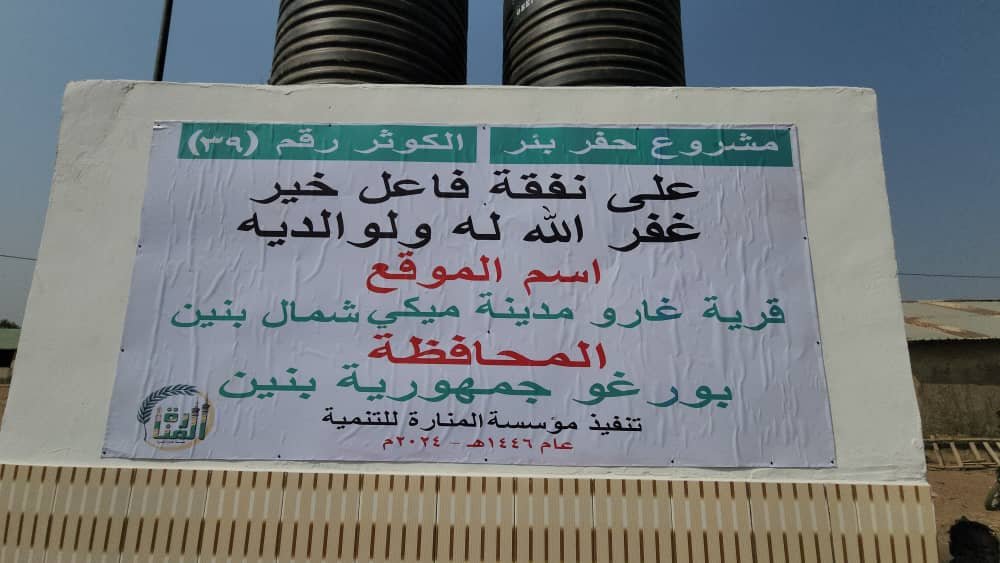 مشروع حفر بئر الكوثر رقم (٣٩)
على نفقة فاعل خير
غفر الله له ولوالديه
اسم الموقع
قرية غارو مدينة ميكي شمال بنين
المحافظة
بورغو جمهورية بنين
تنفيذ مؤسسة المنارة للتنمية
عام ١٤٤٦هـ - ٢٠٢٤م
المنارة